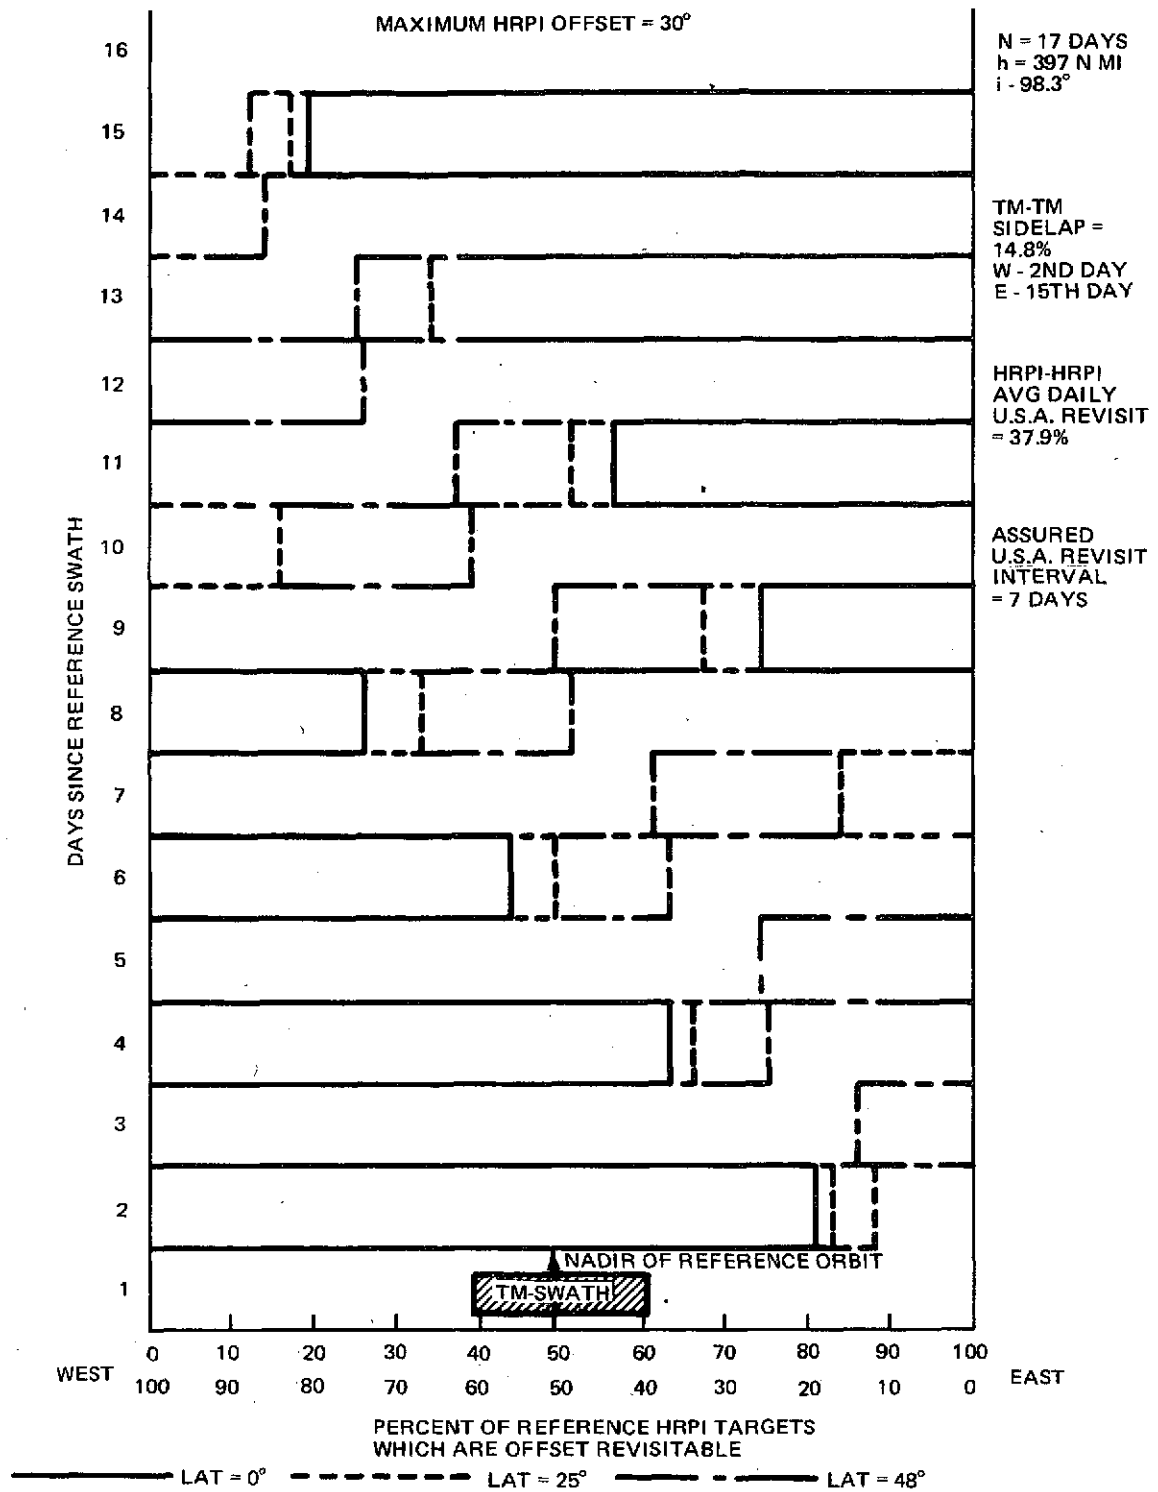 MAXIMUM HRPI OFFSET = 30°
N = 17 DAYS
h = 397 N MI
i - 98.3°
TM-TM
SIDELAP =
14.8%
W - 2ND DAY
E - 15TH DAY
HRPI-HRPI
AVG DAILY
U.S.A. REVISIT
= 37.9%
ASSURED
U.S.A. REVISIT
INTERVAL
= 7 DAYS
DAYS SINCE REFERENCE SWATH
16
15
14
13
12
11
10
9
8
7
6
5
4
3
2
1
NADIR OF REFERENCE ORBIT
TM-SWATH
0 10 20 30 40 50 60 70 80 90 100
WEST EAST
100 90 80 70 60 50 40 30 20 10 0
PERCENT OF REFERENCE HRPI TARGETS
WHICH ARE OFFSET REVISITABLE
LAT = 0° LAT = 25° LAT = 48°